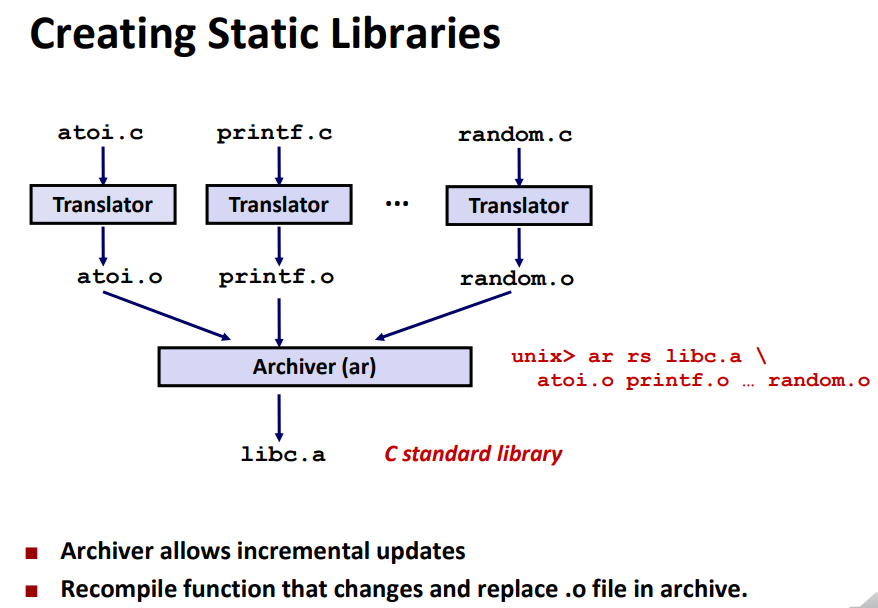 Creating Static Libraries
atoi.c printf.c random.c
Translator Translator ... Translator
atoi.o printf.o random.o
Archiver (ar)
unix> ar rs libc.a \
atoi.o printf.o … random.o
libc.a C standard library
Archiver allows incremental updates
Recompile function that changes and replace .o file in archive.